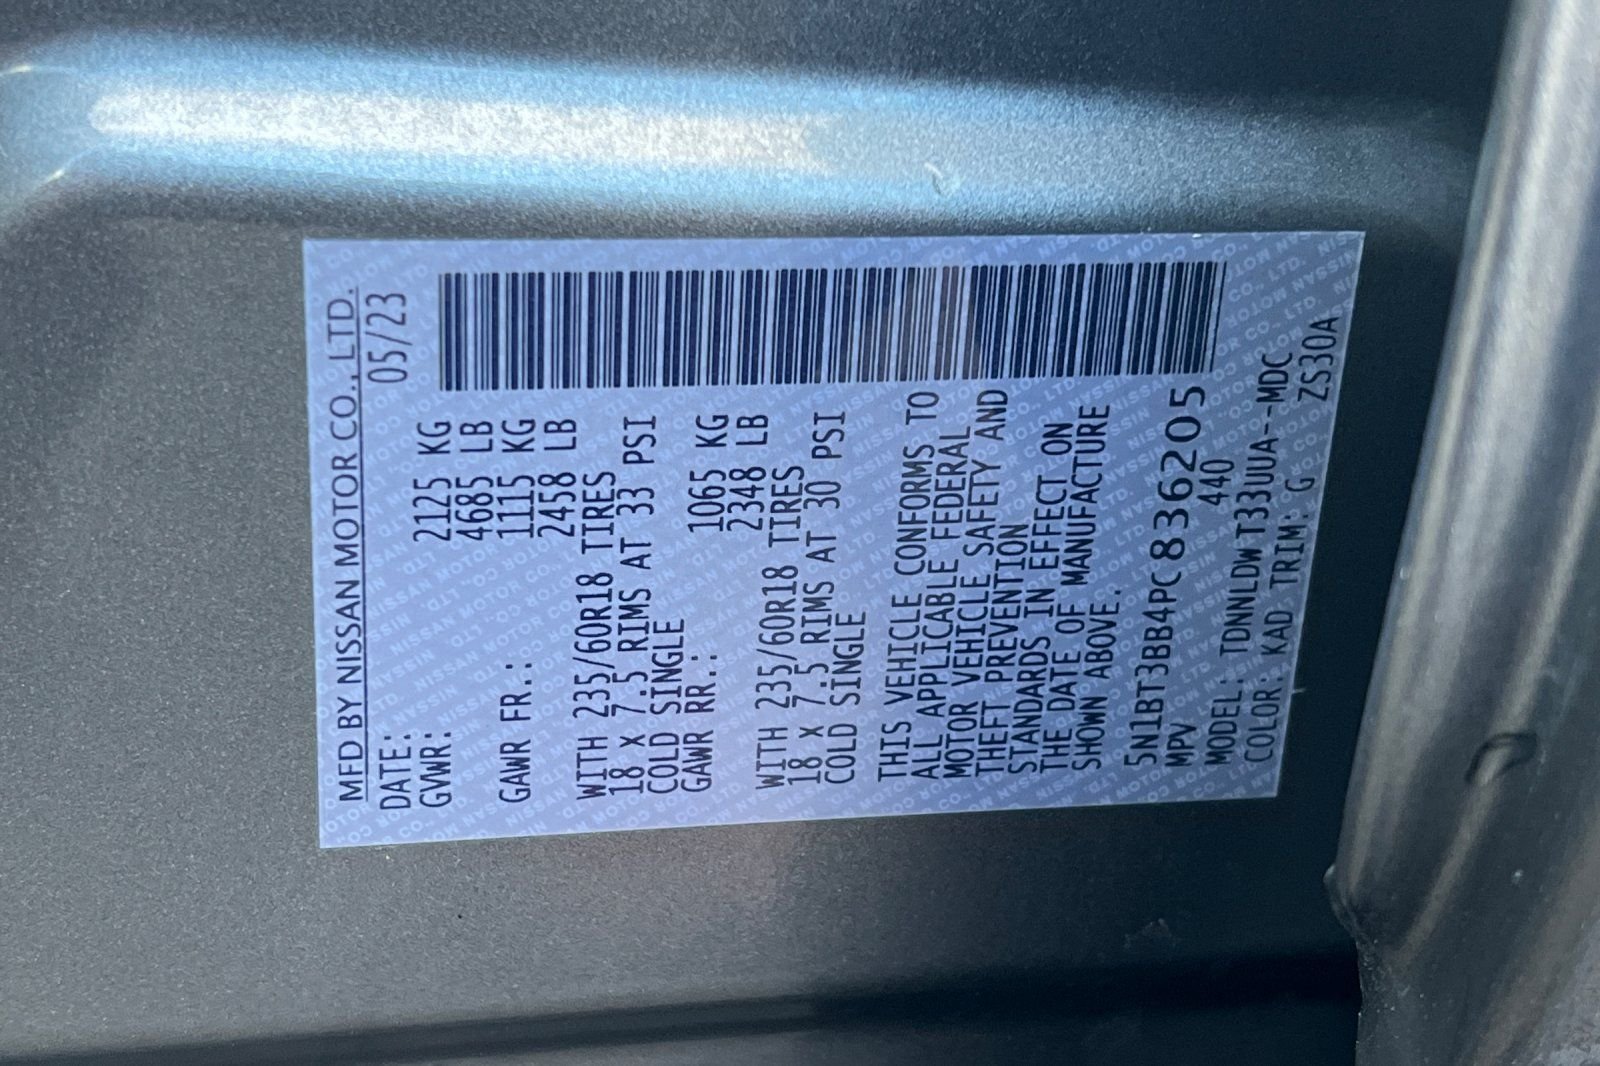 MFD BY NISSAN MOTOR CO., LTD.
DATE: 05/23
GVWR: 2125 KG
4685 LB
GAWR FR.: 1115 KG
2458 LB
WITH 235/60R18 TIRES
18 X 7.5 RIMS AT 33 PSI
COLD SINGLE
GAWR RR.: 1065 KG
2348 LB
WITH 235/60R18 TIRES
18 X 7.5 RIMS AT 30 PSI
COLD SINGLE
THIS VEHICLE CONFORMS TO
ALL APPLICABLE FEDERAL
MOTOR VEHICLE SAFETY AND
THEFT PREVENTION
STANDARDS IN EFFECT ON
THE DATE OF MANUFACTURE
SHOWN ABOVE.
5N1BT3BB4PC836205
MPV 440
MODEL: TDNNLDWT33UUA--MDC
COLOR: KAD TRIM: G ZS30A